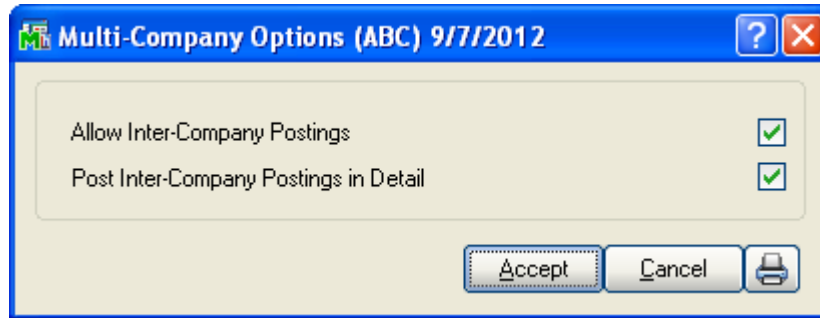 Multi-Company Options (ABC) 9/7/2012
Allow Inter-Company Postings
Post Inter-Company Postings in Detail
Accept Cancel